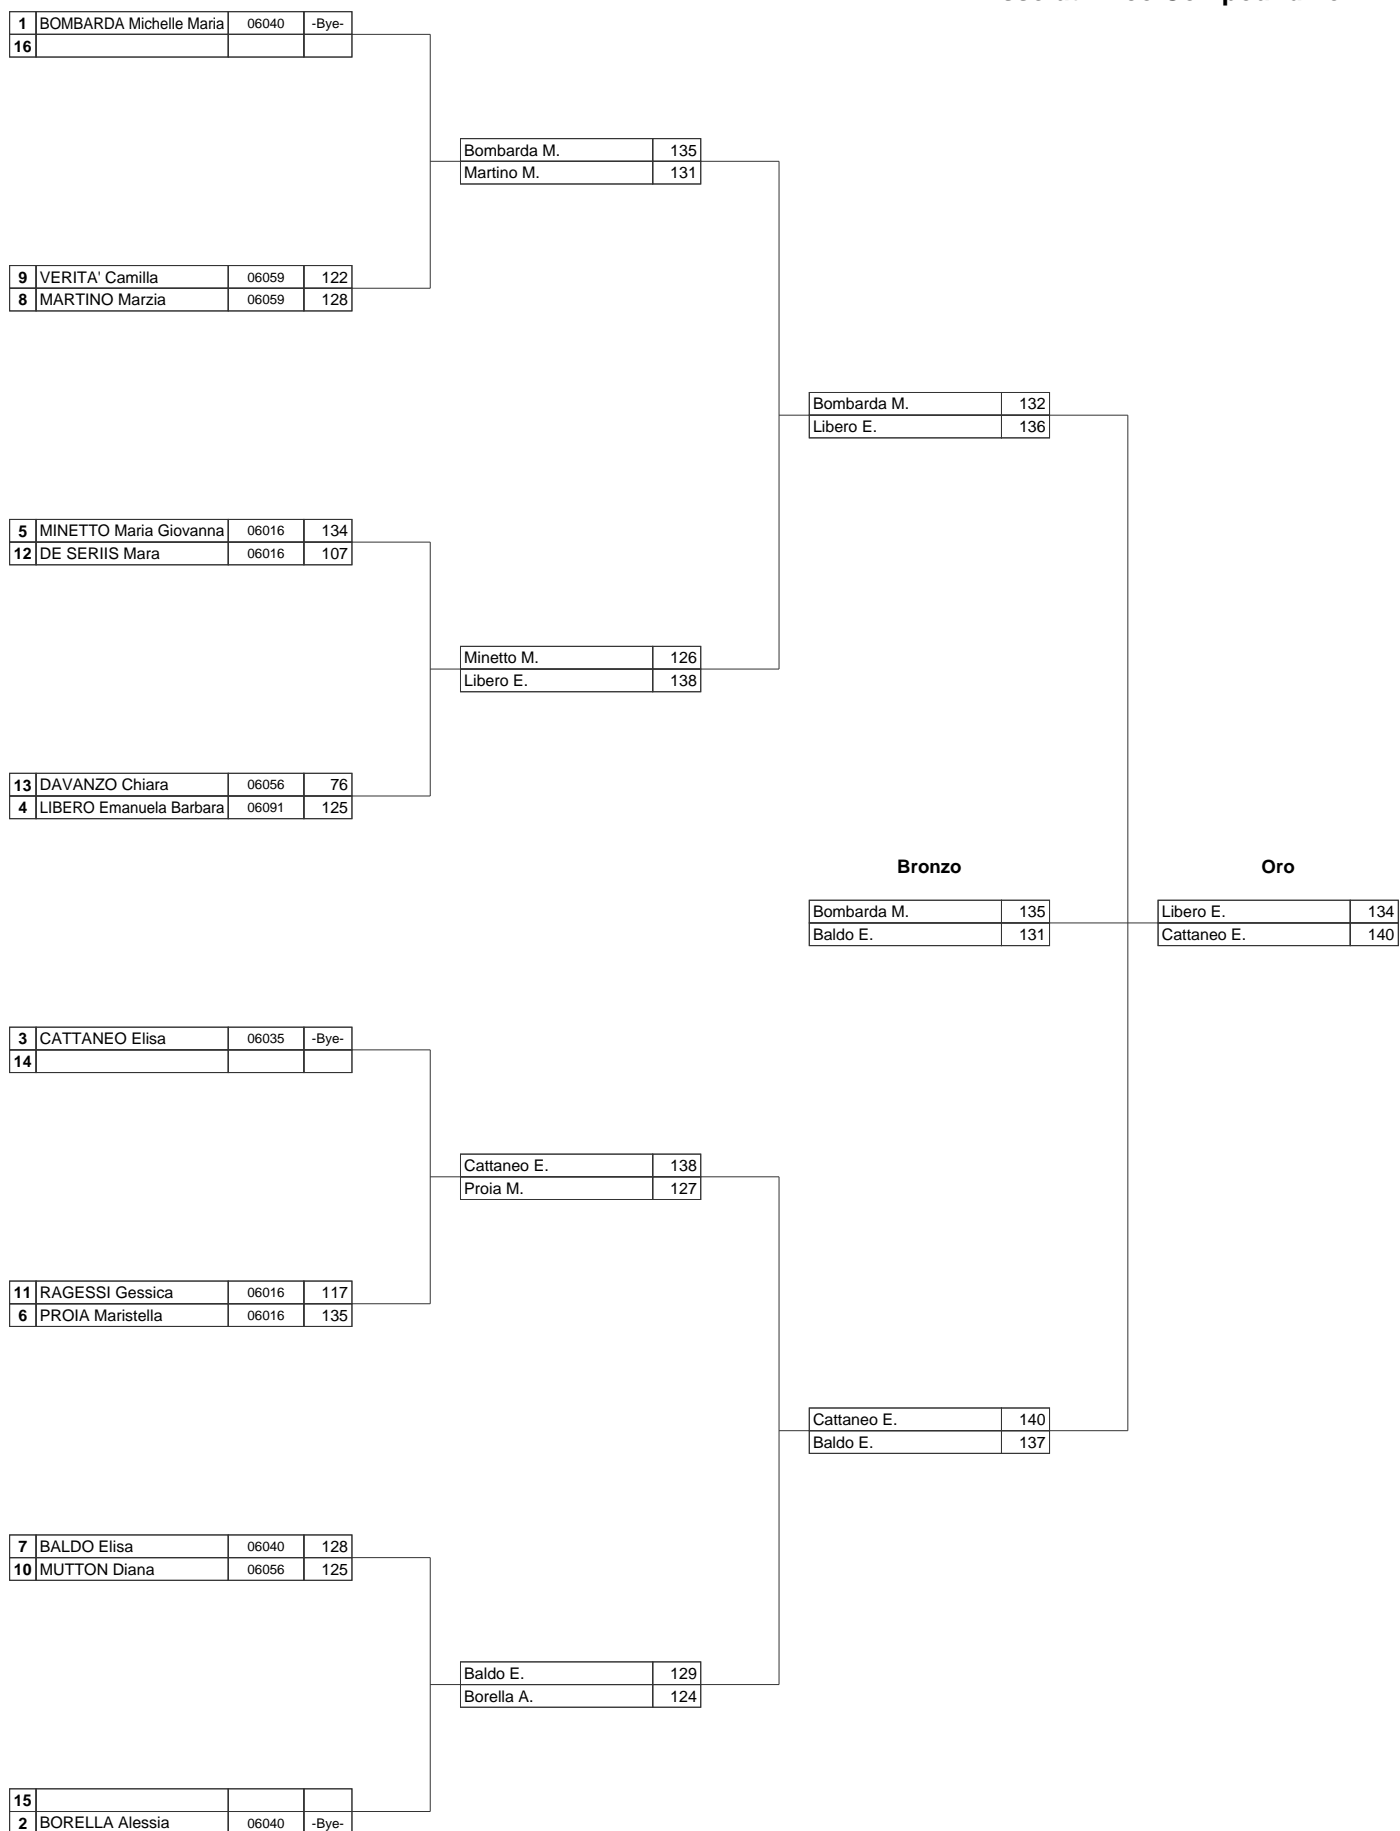 1 BOMBARDA Michelle Maria 06040 -Bye-
16
Bombarda M. 135
Martino M. 131
9 VERITA' Camilla 06059 122
8 MARTINO Marzia 06059 128
Bombarda M. 132
Libero E. 136
5 MINETTO Maria Giovanna 06016 134
12 DE SERIIS Mara 06016 107
Minetto M. 126
Libero E. 138
13 DAVANZO Chiara 06056 76
4 LIBERO Emanuela Barbara 06091 125
Bronzo Oro
Bombarda M. 135 Libero E. 134
Baldo E. 131 Cattaneo E. 140
3 CATTANEO Elisa 06035 -Bye-
14
Cattaneo E. 138
Proia M. 127
11 RAGESSI Gessica 06016 117
6 PROIA Maristella 06016 135
Cattaneo E. 140
Baldo E. 137
7 BALDO Elisa 06040 128
10 MUTTON Diana 06056 125
Baldo E. 129
Borella A. 124
15
2 BORELLA Alessia 06040 -Bye-